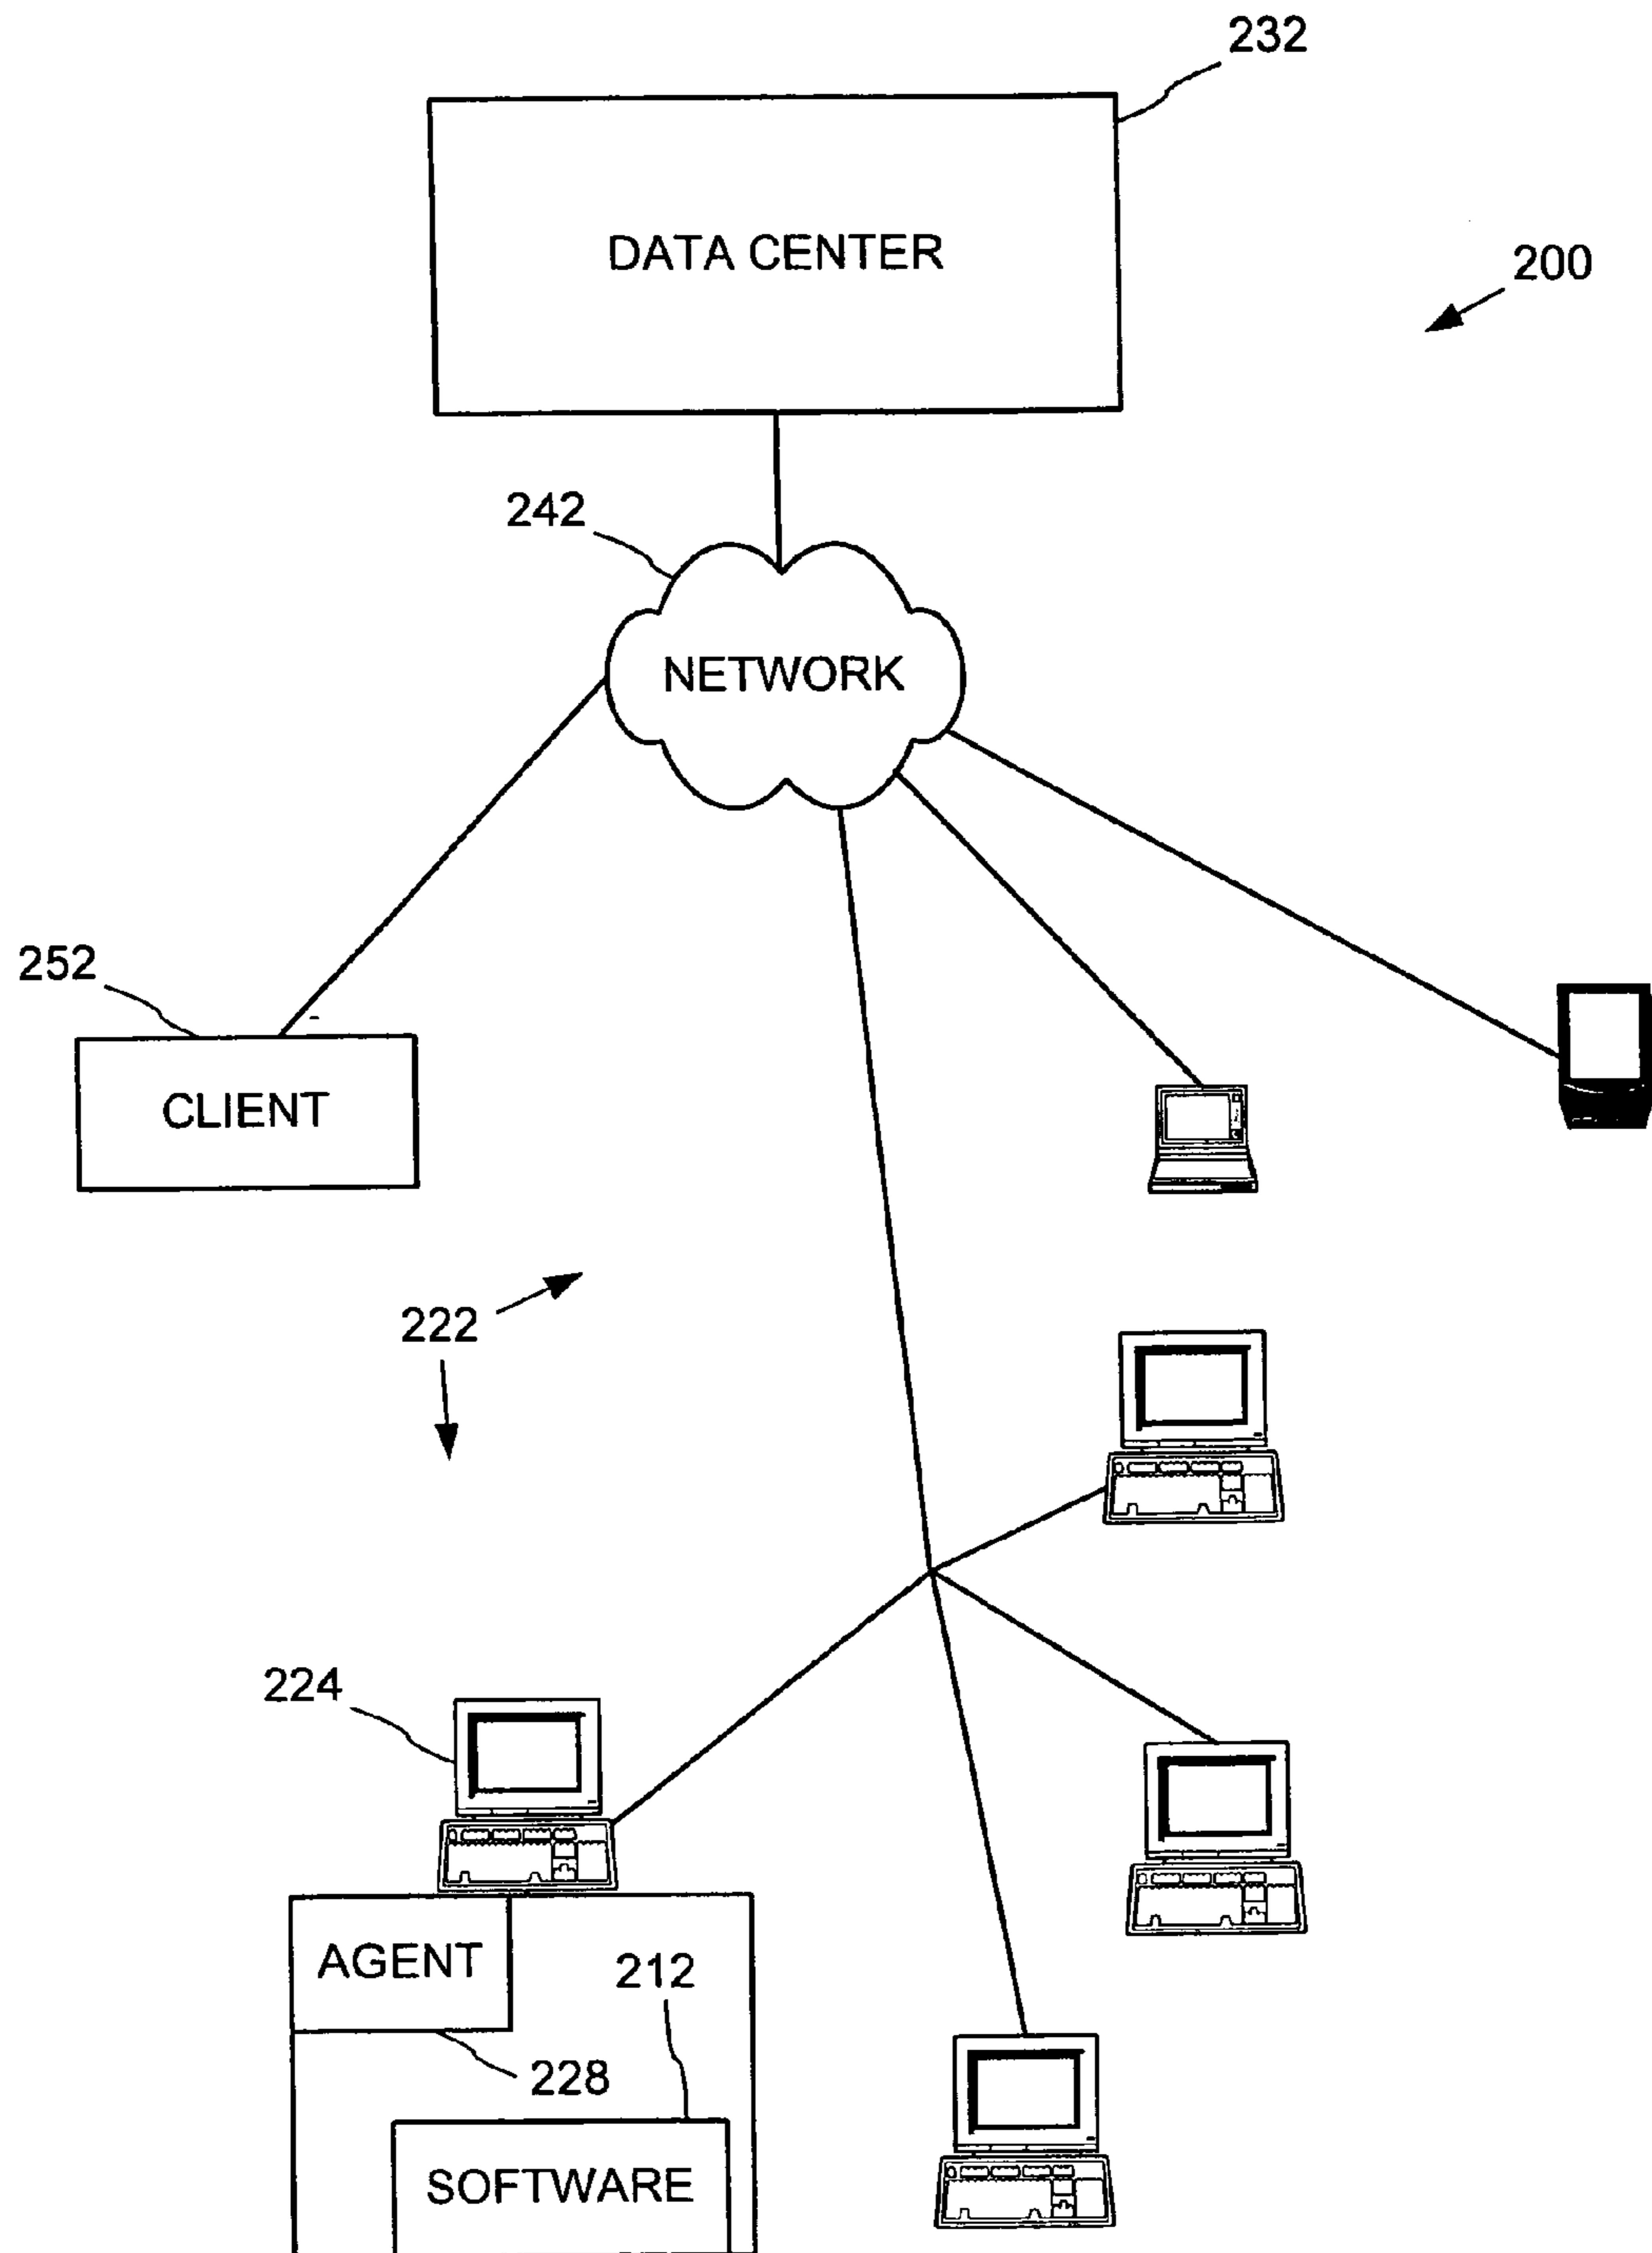 232
DATA CENTER
200
242
NETWORK
252
CLIENT
222
224
AGENT
212
228
SOFTWARE